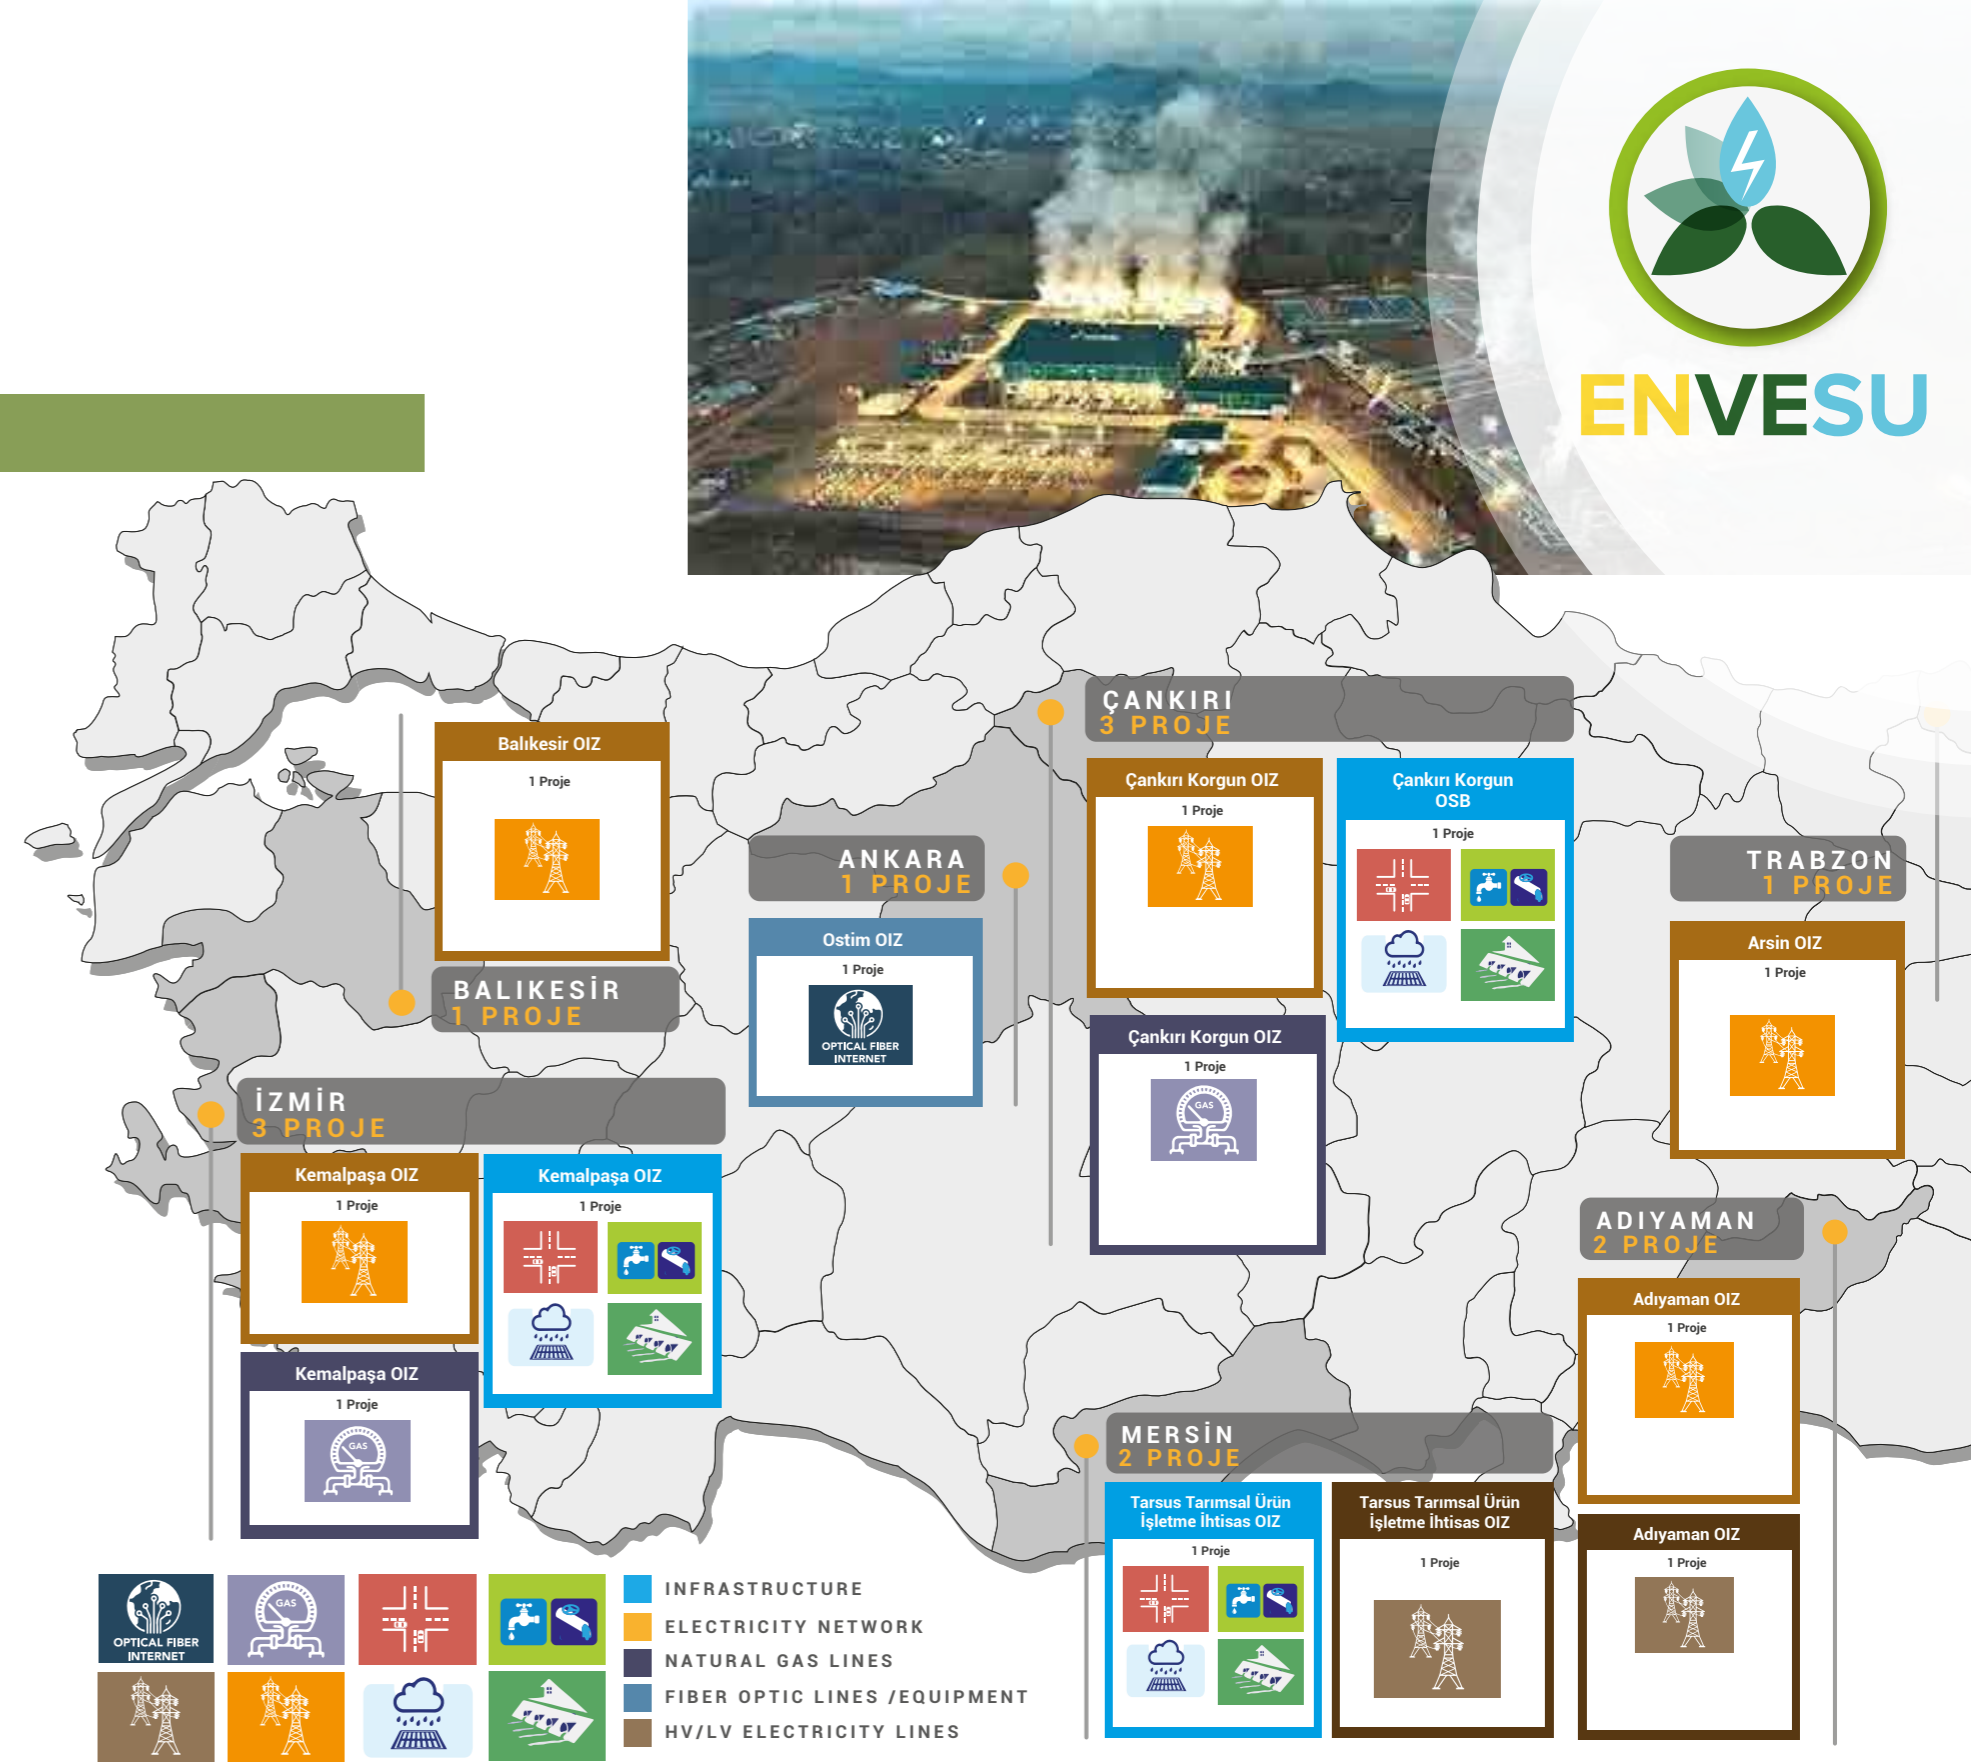 ENVESU
ÇANKIRI
3 PROJE
Balıkesir OIZ
1 Proje
BALIKESİR
1 PROJE
ANKARA
1 PROJE
Ostim OIZ
1 Proje
OPTICAL FIBER
INTERNET
Çankırı Korgun OIZ
1 Proje
Çankırı Korgun
OSB
1 Proje
Çankırı Korgun OIZ
1 Proje
GAS
TRABZON
1 PROJE
Arsin OIZ
1 Proje
İZMİR
3 PROJE
Kemalpaşa OIZ
1 Proje
Kemalpaşa OIZ
1 Proje
Kemalpaşa OIZ
1 Proje
GAS
ADIYAMAN
2 PROJE
Adıyaman OIZ
1 Proje
Adıyaman OIZ
1 Proje
MERSİN
2 PROJE
Tarsus Tarımsal Ürün
İşletme İhtisas OIZ
1 Proje
Tarsus Tarımsal Ürün
İşletme İhtisas OIZ
1 Proje
OPTICAL FIBER
INTERNET
GAS
INFRASTRUCTURE
ELECTRICITY NETWORK
NATURAL GAS LINES
FIBER OPTIC LINES /EQUIPMENT
HV/LV ELECTRICITY LINES